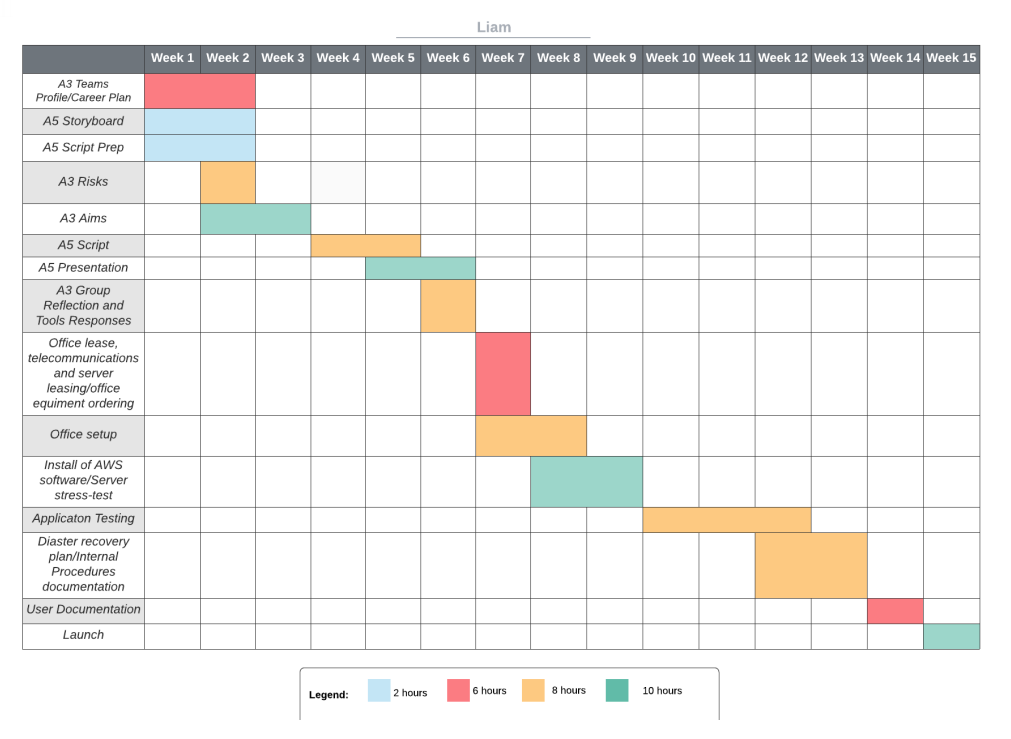 Liam
Week 1 Week 2 Week 3 Week 4 Week 5 Week 6 Week 7 Week 8 Week 9 Week 10 Week 11 Week 12 Week 13 Week 14 Week 15
A3 Teams
Profile/Career Plan
A5 Storyboard
A5 Script Prep
A3 Risks
A3 Aims
A5 Script
A5 Presentation
A3 Group
Reflection and
Tools Responses
Office lease,
telecommunications
and server
leasing/office
equiment ordering
Office setup
Install of AWS
software/Server
stress-test
Applicaton Testing
Diaster recovery
plan/Internal
Procedures
documentation
User Documentation
Launch
Legend: 2 hours 6 hours 8 hours 10 hours